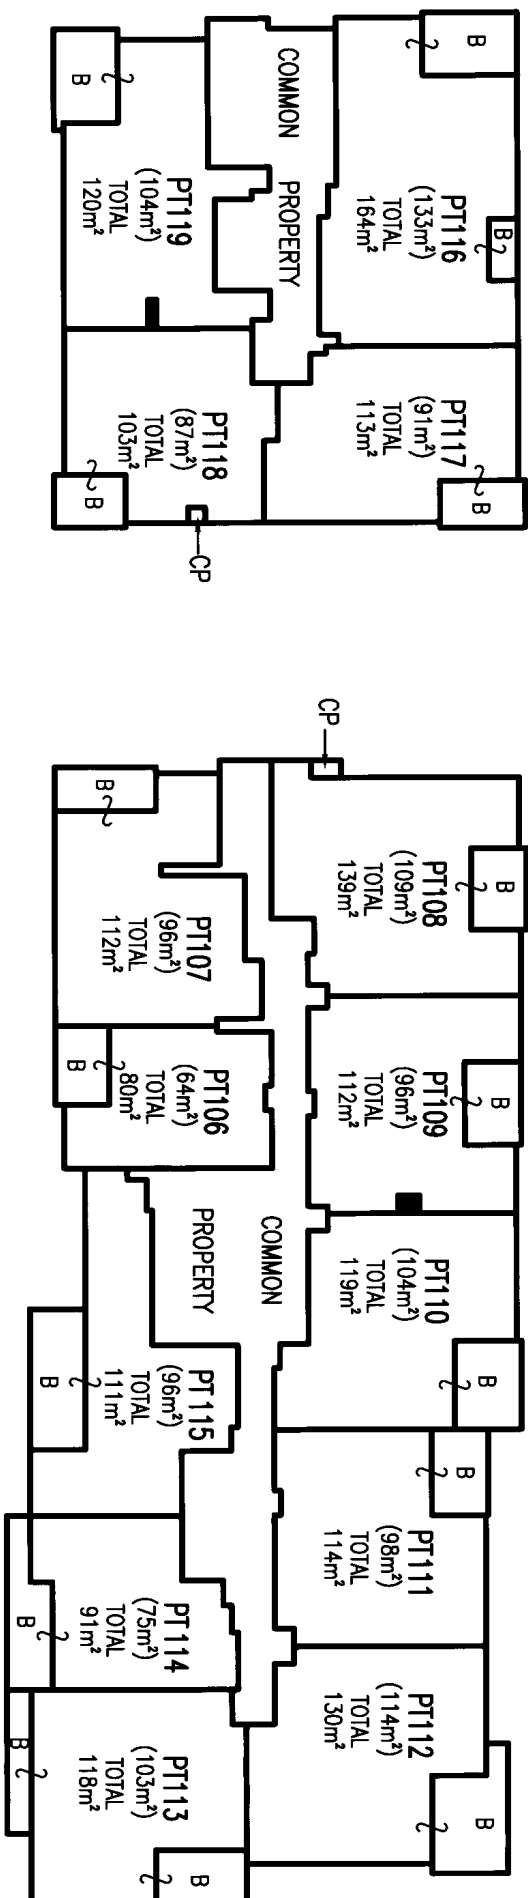 B
PT116
(133m²)
TOTAL
164m²
B
COMMON
PROPERTY
B
PT119
(104m²)
TOTAL
120m²
PT117
(91m²)
TOTAL
113m²
B
PT118
(87m²)
TOTAL
103m²
B
CP
CP
PT108
(109m²)
TOTAL
139m²
B
B
PT107
(96m²)
TOTAL
112m²
PT109
(96m²)
TOTAL
112m²
B
PT106
(64m²)
TOTAL
80m²
B
COMMON
PROPERTY
PT110
(104m²)
TOTAL
119m²
B
PT115
(96m²)
TOTAL
111m²
B
B
PT111
(98m²)
TOTAL
114m²
PT114
(75m²)
TOTAL
91m²
B
PT112
(114m²)
TOTAL
130m²
B
PT113
(103m²)
TOTAL
118m²
B
B